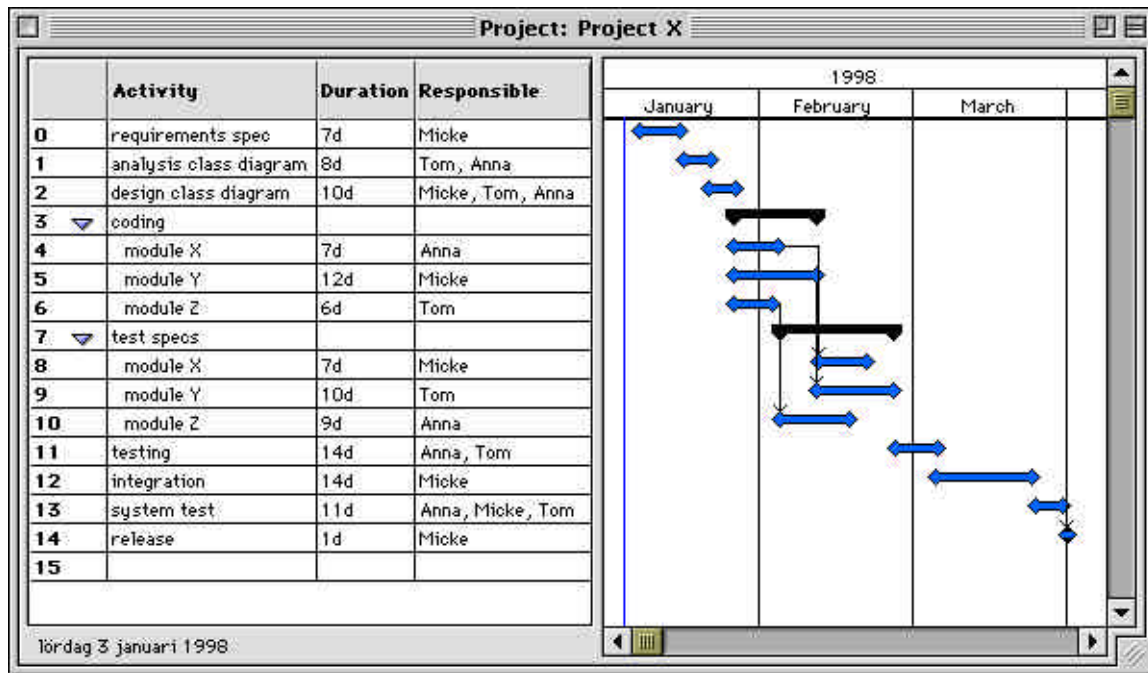 Project: Project X
Activity Duration Responsible
1998
January February March
0 requirements spec 7d Micke
1 analysis class diagram 8d Tom, Anna
2 design class diagram 10d Micke, Tom, Anna
3 coding
4 module X 7d Anna
5 module Y 12d Micke
6 module Z 6d Tom
7 test specs
8 module X 7d Micke
9 module Y 10d Tom
10 module Z 9d Anna
11 testing 14d Anna, Tom
12 integration 14d Micke
13 system test 11d Anna, Micke, Tom
14 release 1d Micke
15
lördag 3 januari 1998